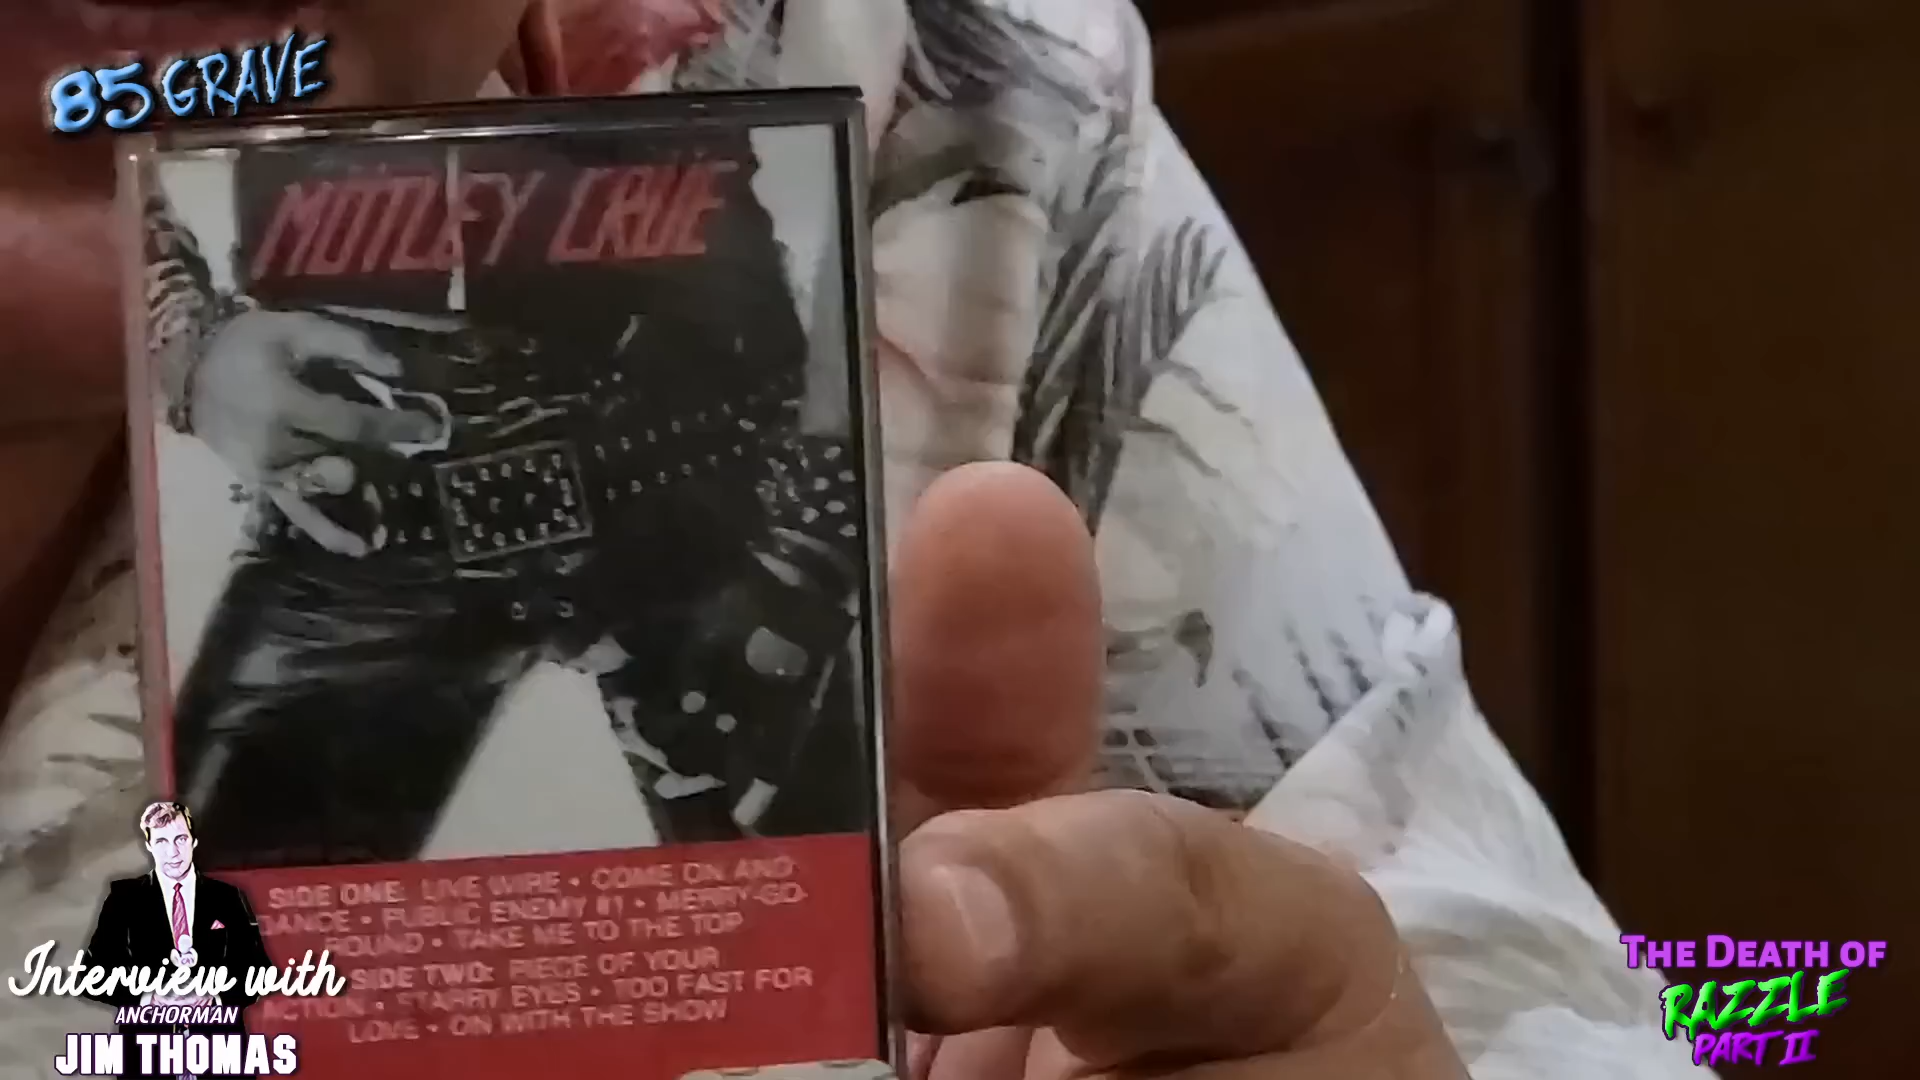 85 GRAVE
MÖTLEY CRÜE
SIDE ONE: LIVE WIRE • COME ON AND
DANCE • PUBLIC ENEMY #1 • MERRY-GO-
ROUND • TAKE ME TO THE TOP
SIDE TWO: PIECE OF YOUR
ACTION • STARRY EYES • TOO FAST FOR
LOVE • ON WITH THE SHOW
Interview with
ANCHORMAN
JIM THOMAS
THE DEATH OF
RAZZLE
PART II